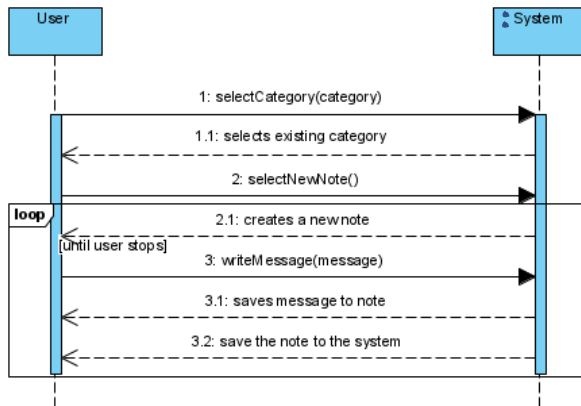 User
System
1: selectCategory(category)
1.1: selects existing category
2: selectNewNote()
loop
2.1: creates a new note
[until user stops]
3: writeMessage(message)
3.1: saves message to note
3.2: save the note to the system